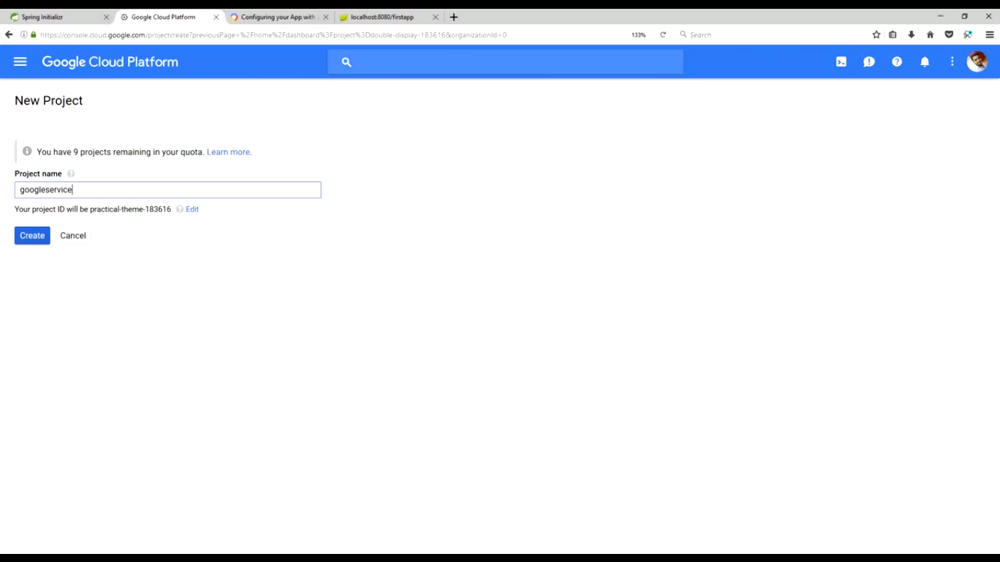 Spring Initializr
Google Cloud Platform
Configuring your App with
localhost:8080/firstapp
https://console.cloud.google.com/projectcreate?previousPage=%2Fhome%2Fdashboard%3Fproject%3Ddouble-display-183616&organizationId=0
133%
Search
Google Cloud Platform
New Project
You have 9 projects remaining in your quota. Learn more.
Project name
googleservice
Your project ID will be practical-theme-183616 Edit
Create Cancel